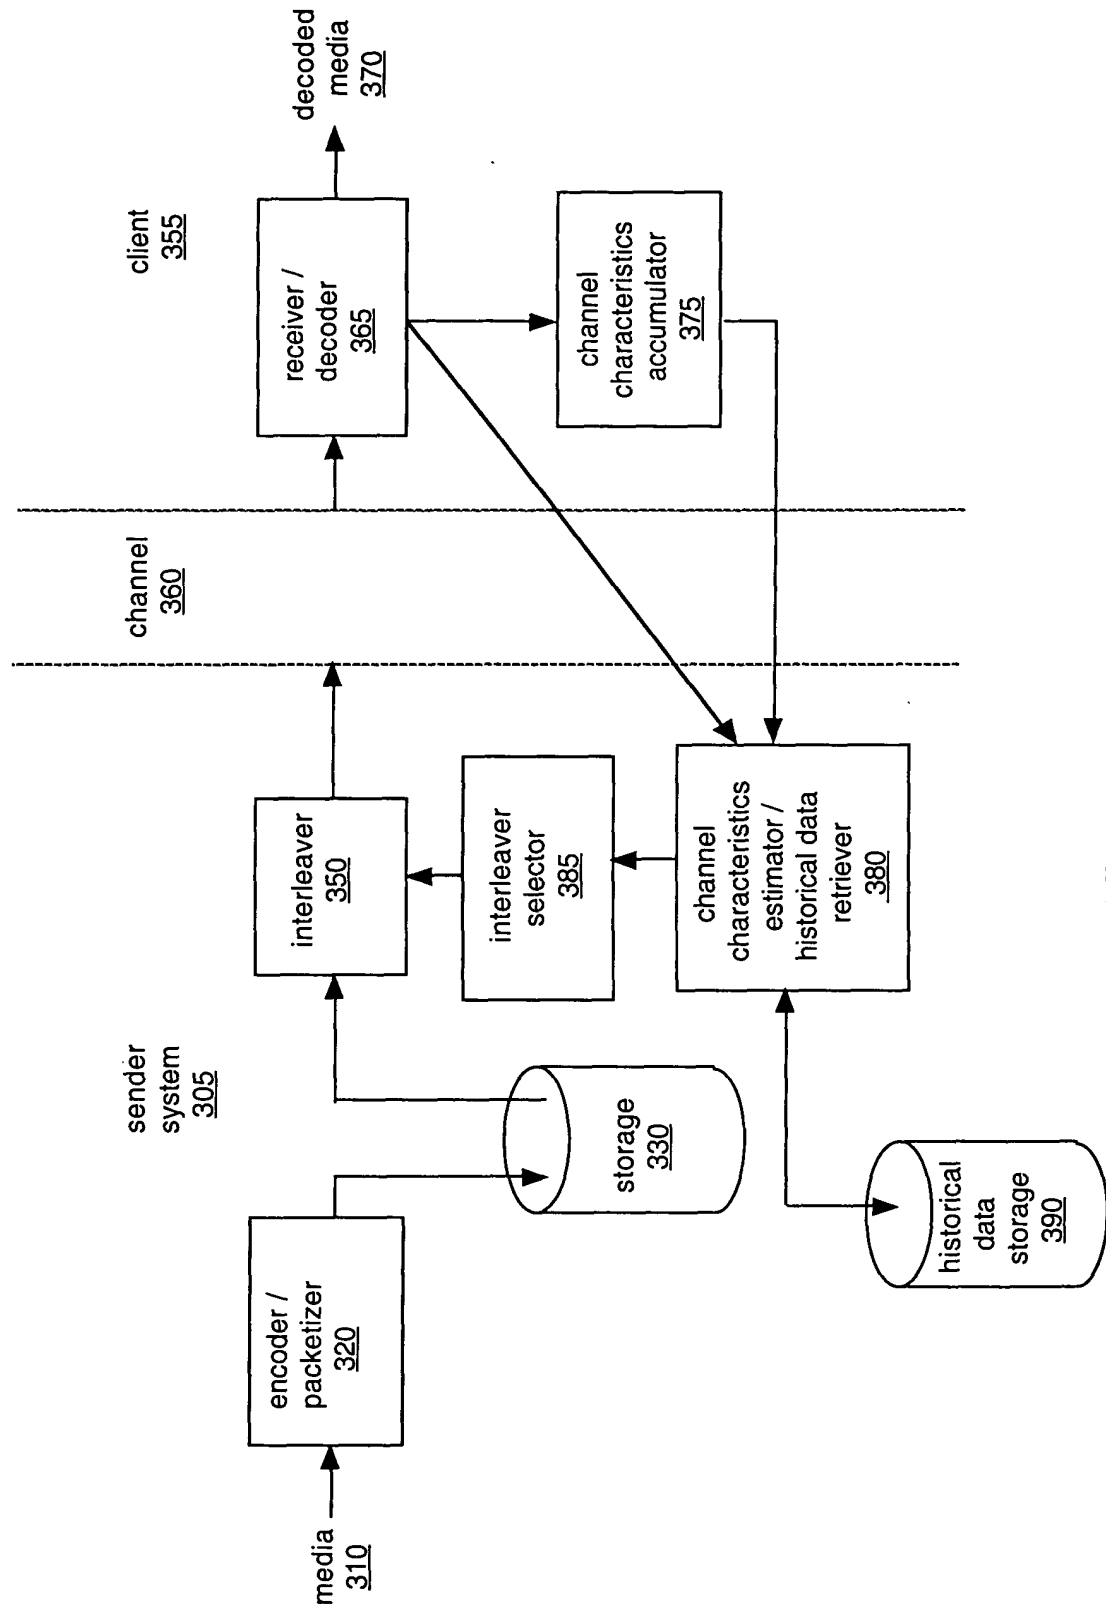 sender
system
305
channel
360
client
355
media
310
encoder /
packetizer
320
interleaver
350
receiver /
decoder
365
decoded
media
370
storage
330
interleaver
selector
385
channel
characteristics
accumulator
375
channel
characteristics
estimator /
historical data
retriever
380
historical
data
storage
390